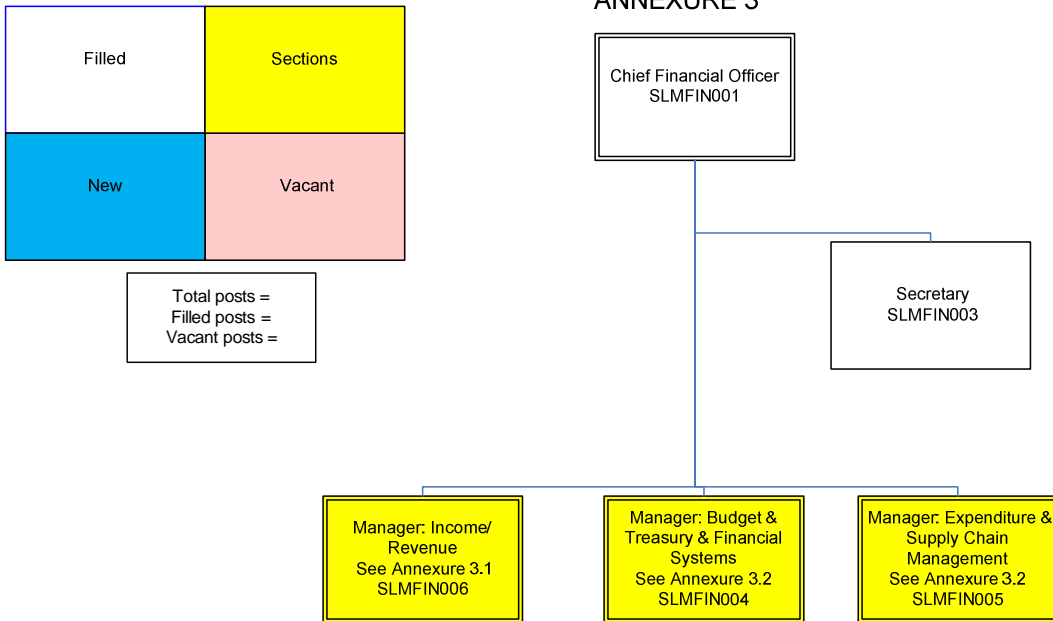 ANNEXURE 3
Filled
Sections
New
Vacant
Total posts =
Filled posts =
Vacant posts =
Chief Financial Officer
SLMFIN001
Secretary
SLMFIN003
Manager: Income/
Revenue
See Annexure 3.1
SLMFIN006
Manager: Budget &
Treasury & Financial
Systems
See Annexure 3.2
SLMFIN004
Manager: Expenditure &
Supply Chain
Management
See Annexure 3.2
SLMFIN005